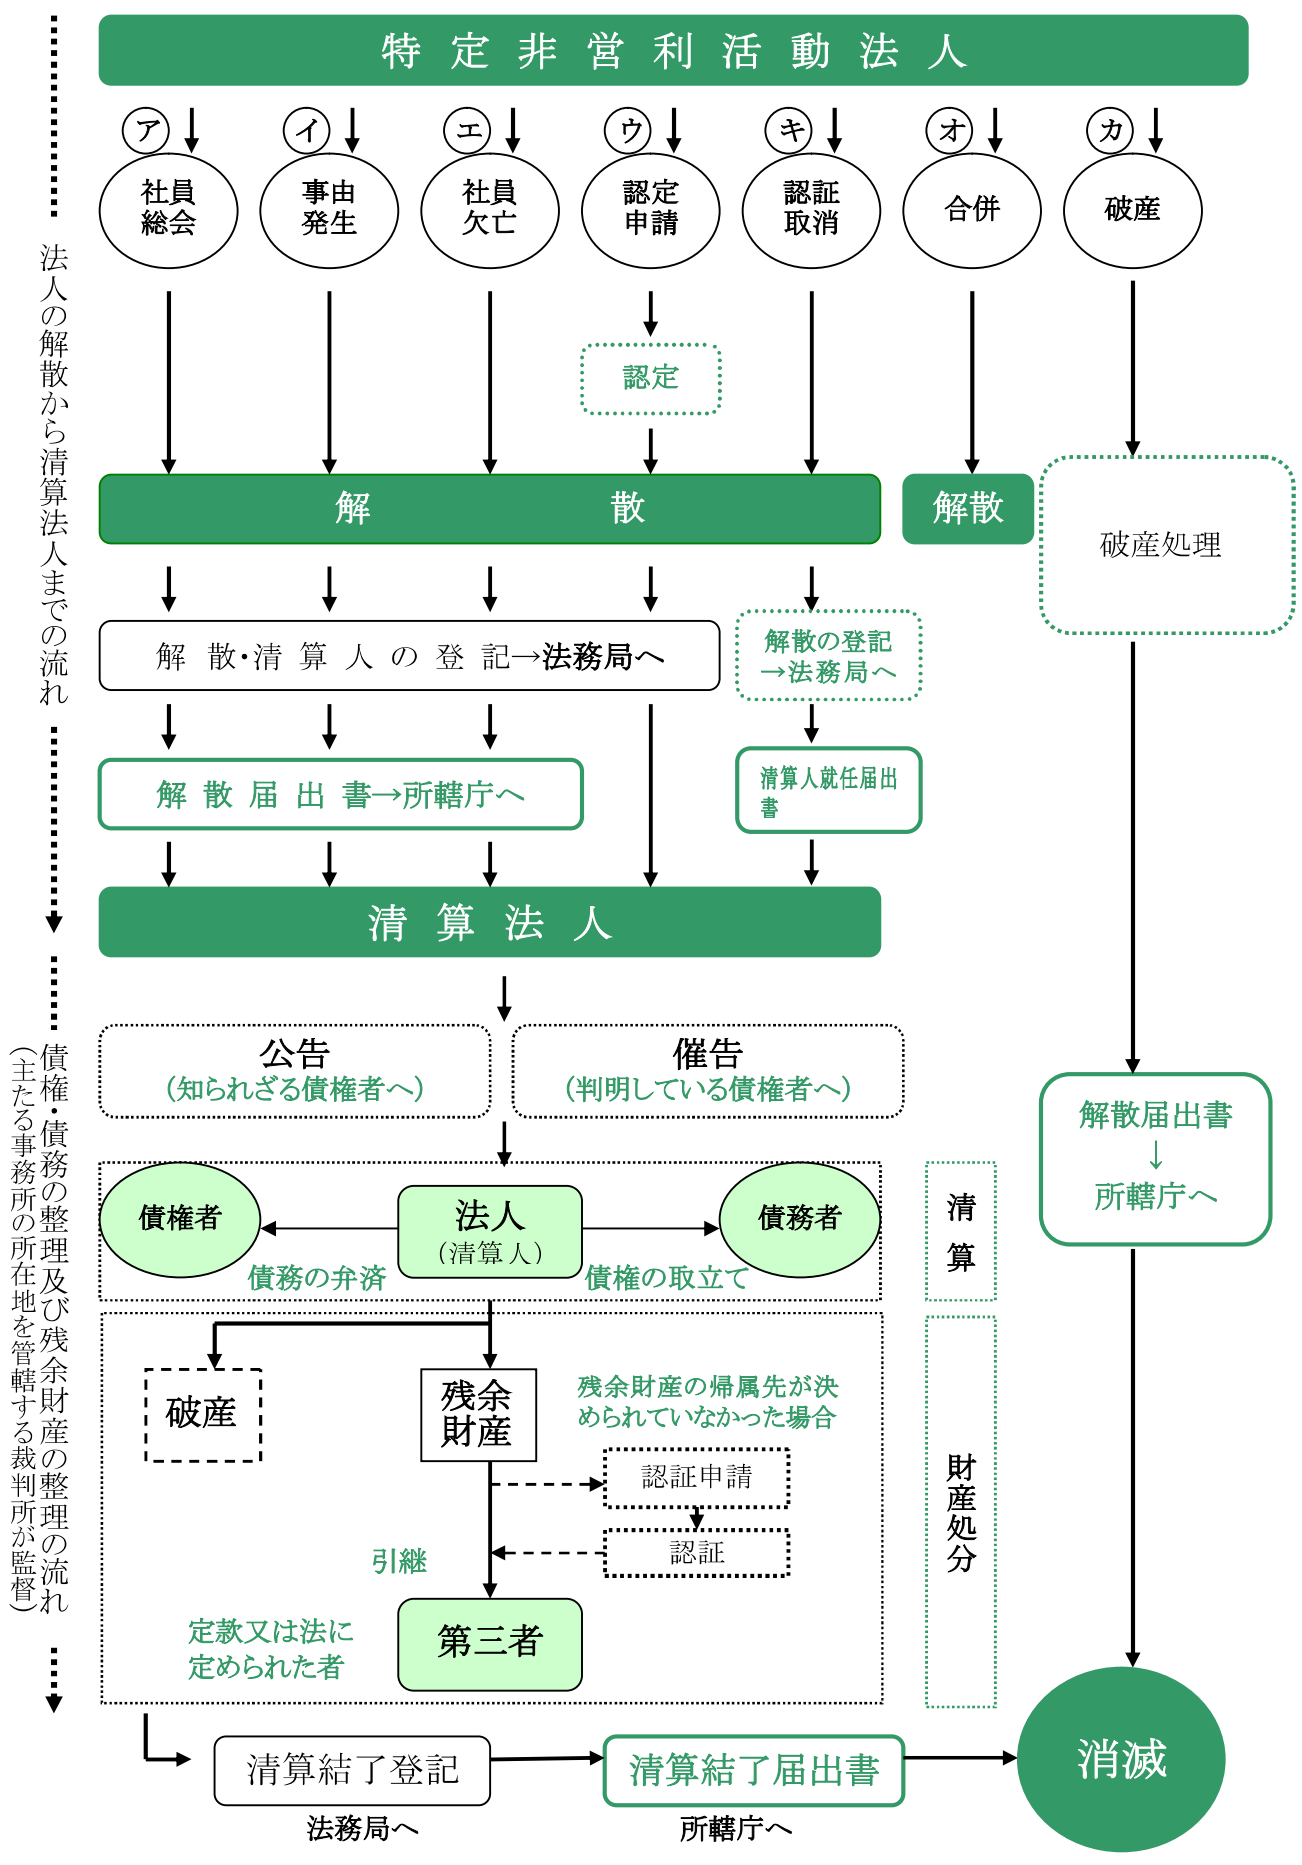 特定非営利活動法人
ア
イ
エ
ウ
キ
オ
カ
社員
総会
事由
発生
社員
欠亡
認定
申請
認証
取消
合併
破産
法人の解散から清算法人までの流れ
認定
解散
解散
破産処理
解散・清算人の登記→法務局へ
解散の登記
→法務局へ
解散届出書→所轄庁へ
清算人就任届出
書
清算法人
債権・債務の整理及び残余財産の整理の流れ
（主たる事務所の所在地を管轄する裁判所が監督）
公告
（知られざる債権者へ）
催告
（判明している債権者へ）
解散届出書
↓
所轄庁へ
債権者
法人
（清算人）
債務者
債務の弁済
債権の取立て
清算
破産
残余
財産
残余財産の帰属先が決
められていなかった場合
認証申請
認証
引継
財産処分
定款又は法に
定められた者
第三者
清算結了登記
法務局へ
清算結了届出書
所轄庁へ
消滅